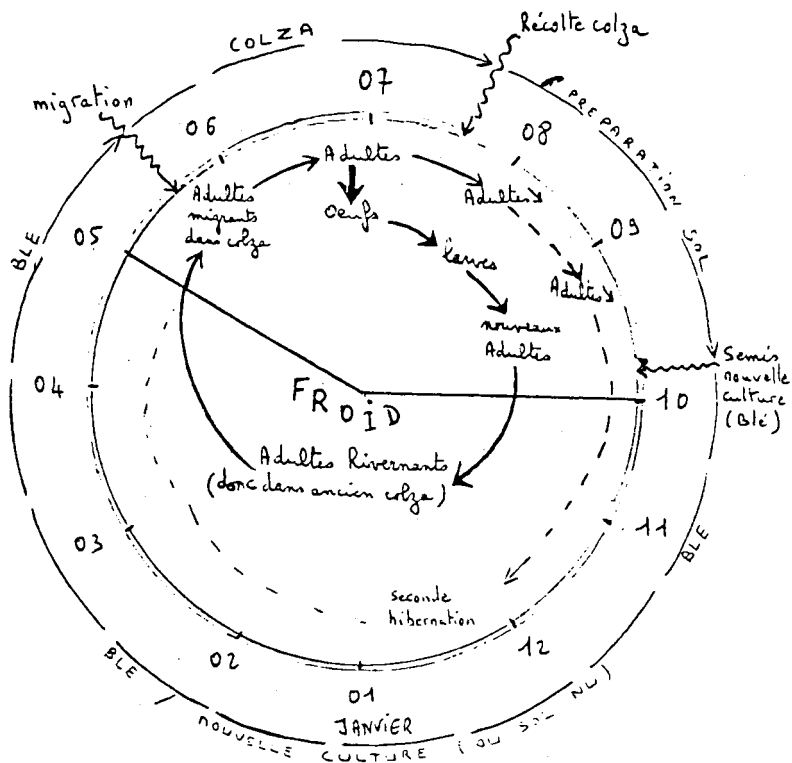 COLZA
Récolte colza
07
migration
06
08
PREPARATION SOL
Adultes
Adultes
migrants
dans colza
Oeufs
Adultes
05
09
BLE
larves
Adultes
nouveaux
Adultes
Semis
nouvelle
culture
(Blé)
04
FROID
10
Adultes Hivernants
(donc dans ancien colza)
03
11
BLE
seconde
hibernation
02
12
01
JANVIER
BLE / NOUVELLE CULTURE (OU SOL NU)